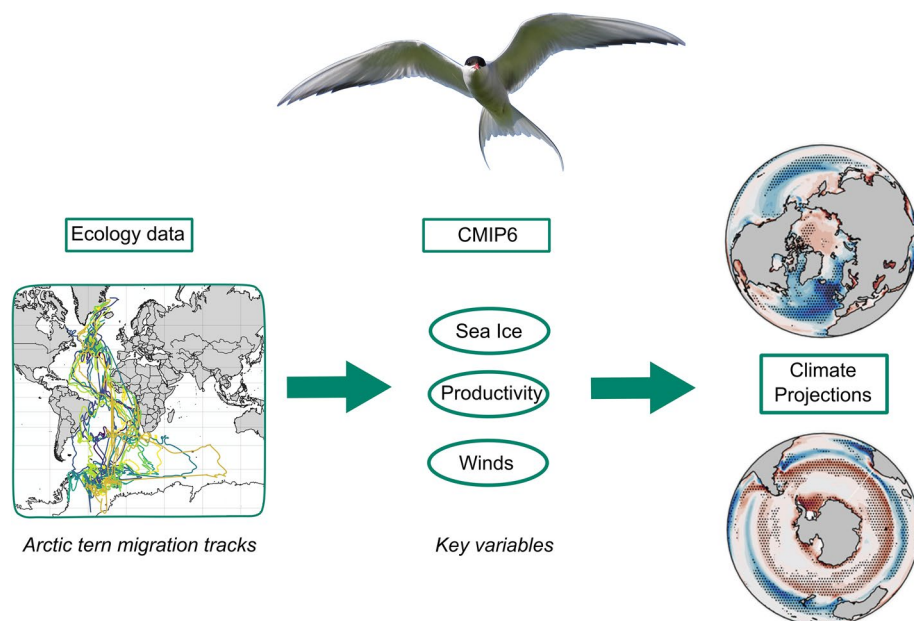 Ecology data
CMIP6
Sea Ice
Productivity
Winds
Climate
Projections
Arctic tern migration tracks
Key variables